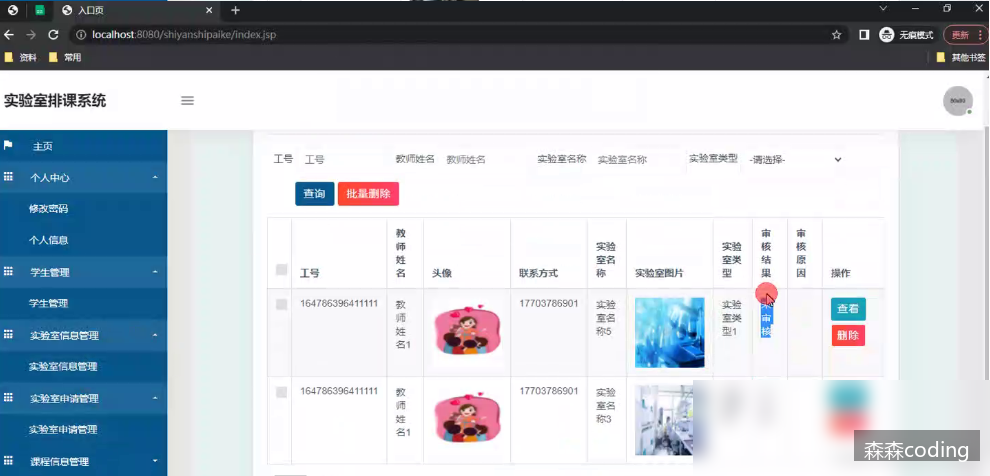 入口页
localhost:8080/shiyanshipaike/index.jsp
无痕模式
更新
资料
常用
其他书签
实验室排课系统
主页
个人中心
修改密码
个人信息
学生管理
学生管理
实验室信息管理
实验室信息管理
实验室申请管理
实验室申请管理
课程信息管理
工号 工号 教师姓名 教师姓名 实验室名称 实验室名称 实验室类型 -请选择-
查询 批量删除
工号 教师姓名 头像 联系方式 实验室名称 实验室图片 实验室类型 审核结果 审核原因 操作
164786396411111 教师姓名1 17703786901 实验室名称5 实验室类型1 审核 查看
删除
164786396411111 教师姓名1 17703786901 实验室名称3
森森coding